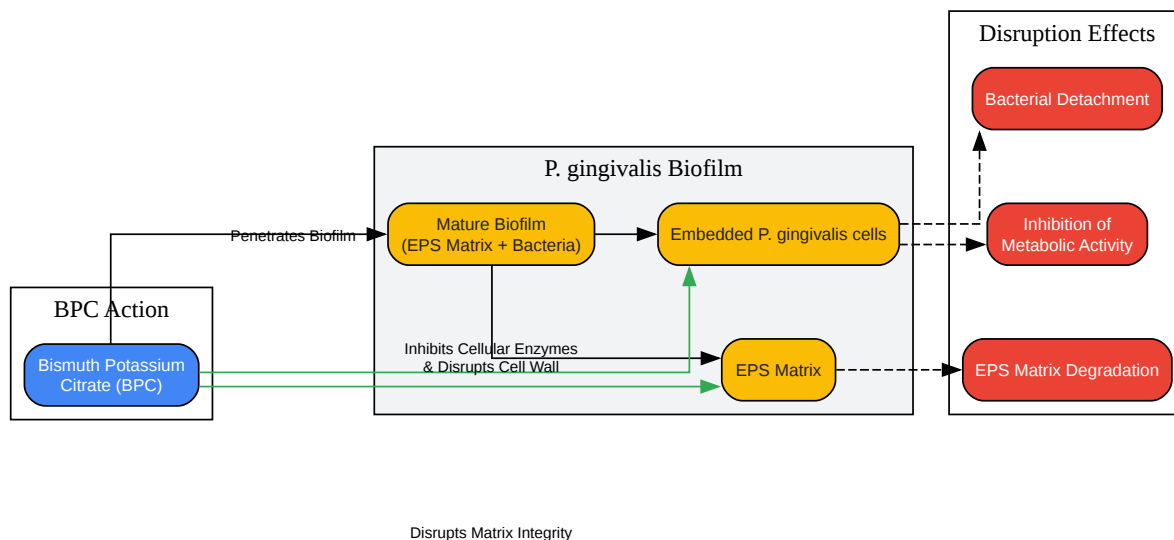 Disruption Effects
Bacterial Detachment
P. gingivalis Biofilm
Mature Biofilm
(EPS Matrix + Bacteria)
Embedded P. gingivalis cells
Inhibition of
Metabolic Activity
Penetrates Biofilm
BPC Action
Bismuth Potassium
Citrate (BPC)
Inhibits Cellular Enzymes
& Disrupts Cell Wall
EPS Matrix
EPS Matrix Degradation
Disrupts Matrix Integrity